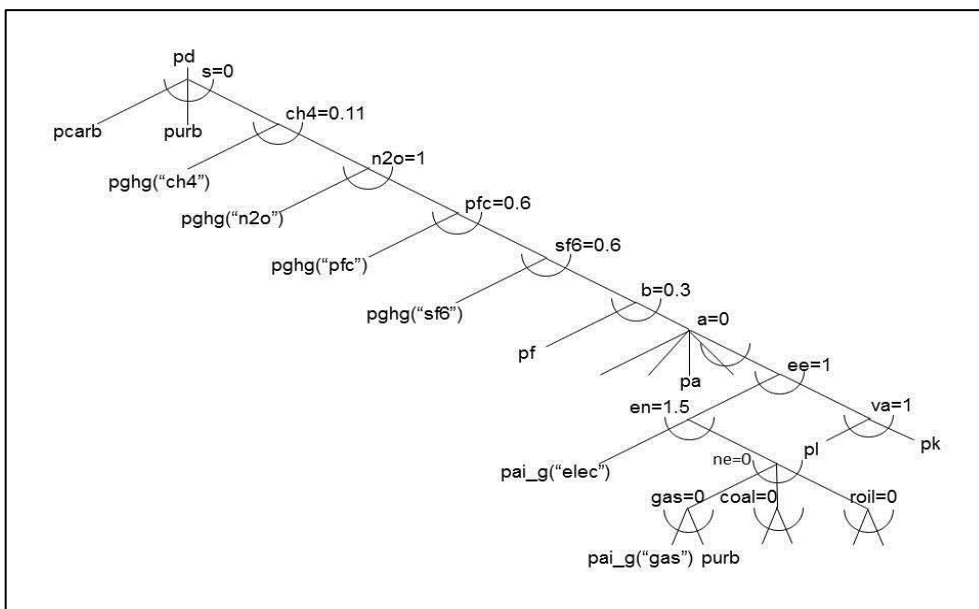 pd
s=0
pcarb
purb
ch4=0.11
pghg(“ch4”)
n2o=1
pghg(“n2o”)
pfc=0.6
pghg(“pfc”)
sf6=0.6
pghg(“sf6”)
b=0.3
pf
a=0
pa
ee=1
en=1.5
va=1
pai_g(“elec”)
pl
pk
ne=0
gas=0
coal=0
roil=0
pai_g(“gas”) purb